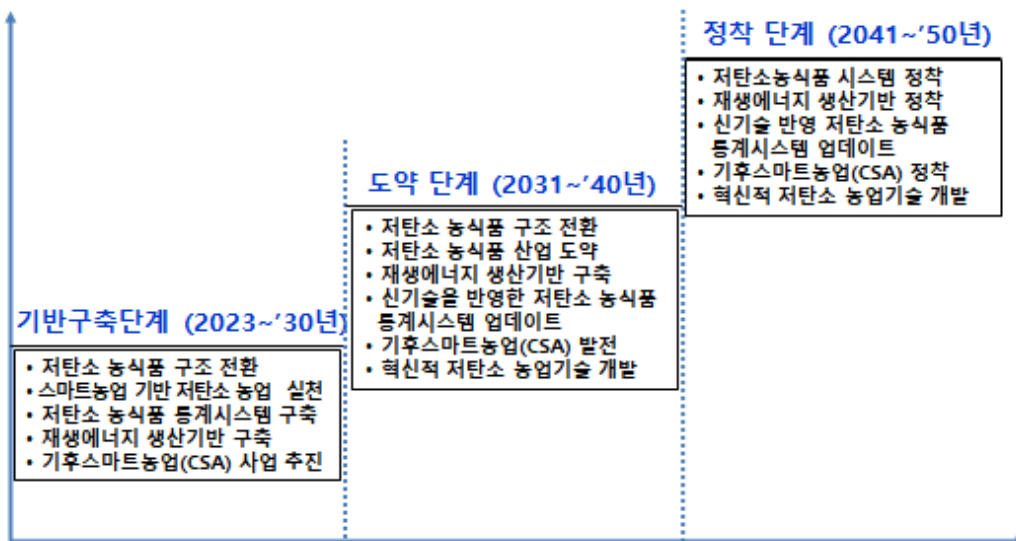 정착 단계 (2041~’50년)
• 저탄소농식품 시스템 정착
• 재생에너지 생산기반 정착
• 신기술 반영 저탄소 농식품
통계시스템 업데이트
• 기후스마트농업(CSA) 정착
• 혁신적 저탄소 농업기술 개발
도약 단계 (2031~’40년)
• 저탄소 농식품 구조 전환
• 저탄소 농식품 산업 도약
• 재생에너지 생산기반 구축
• 신기술을 반영한 저탄소 농식품
통계시스템 업데이트
• 기후스마트농업(CSA) 발전
• 혁신적 저탄소 농업기술 개발
기반구축단계 (2023~’30년)
• 저탄소 농식품 구조 전환
• 스마트농업 기반 저탄소 농업 실천
• 저탄소 농식품 통계시스템 구축
• 재생에너지 생산기반 구축
• 기후스마트농업(CSA) 사업 추진